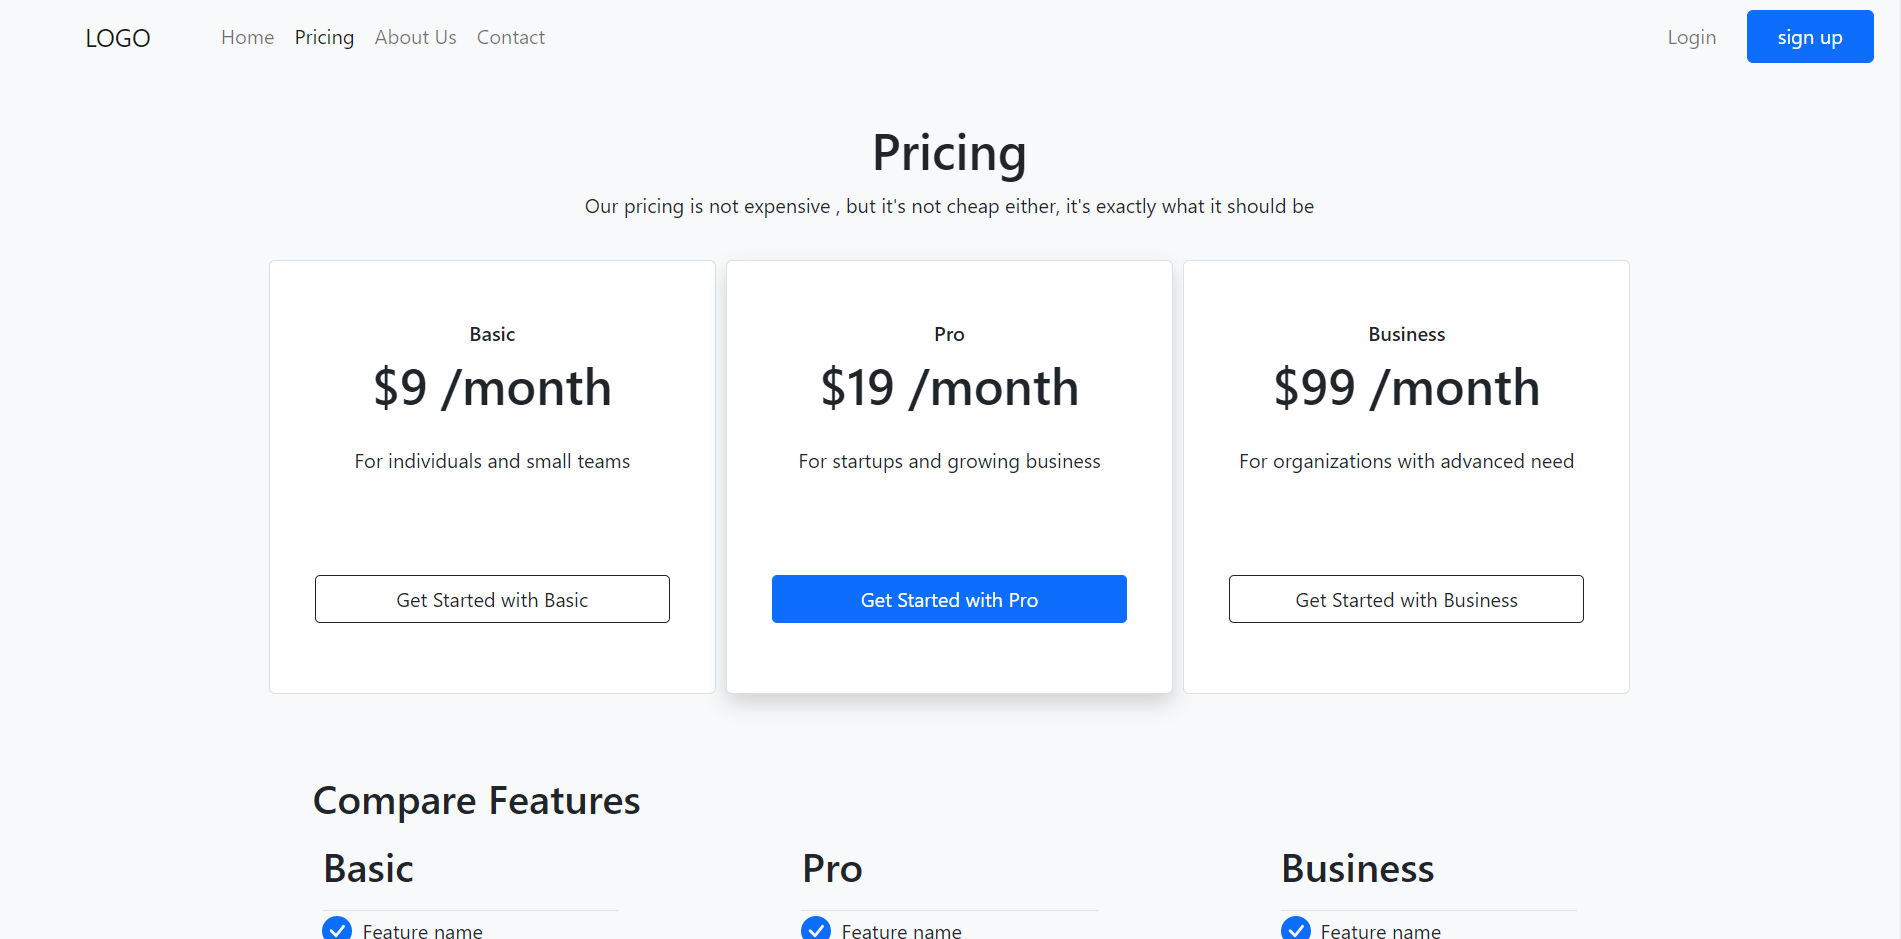 LOGO Home Pricing About Us Contact Login sign up
Pricing
Our pricing is not expensive , but it's not cheap either, it's exactly what it should be
Basic
$9 /month
For individuals and small teams
Get Started with Basic
Pro
$19 /month
For startups and growing business
Get Started with Pro
Business
$99 /month
For organizations with advanced need
Get Started with Business
Compare Features
Basic
Feature name
Pro
Feature name
Business
Feature name